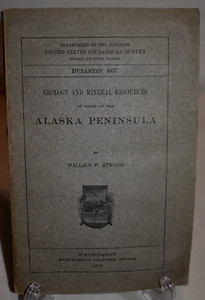 DEPARTMENT OF THE INTERIOR
UNITED STATES GEOLOGICAL SURVEY
BULLETIN 467
GEOLOGY AND MINERAL RESOURCES
OF PARTS OF THE
ALASKA PENINSULA
BY
WALLACE W. ATWOOD
WASHINGTON
GOVERNMENT PRINTING OFFICE
1911